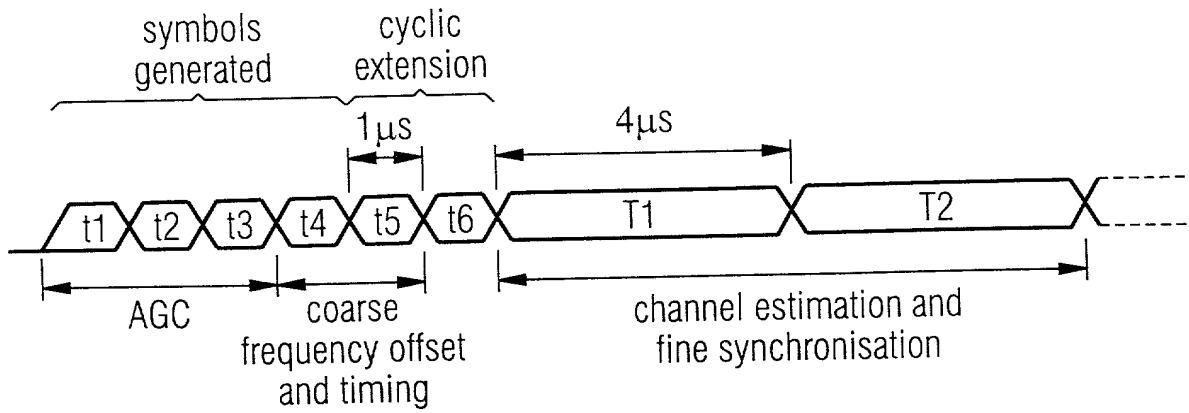 symbols
generated
cyclic
extension
1μs
4μs
t1 t2 t3 t4 t5 t6 T1 T2
AGC
coarse
frequency offset
and timing
channel estimation and
fine synchronisation